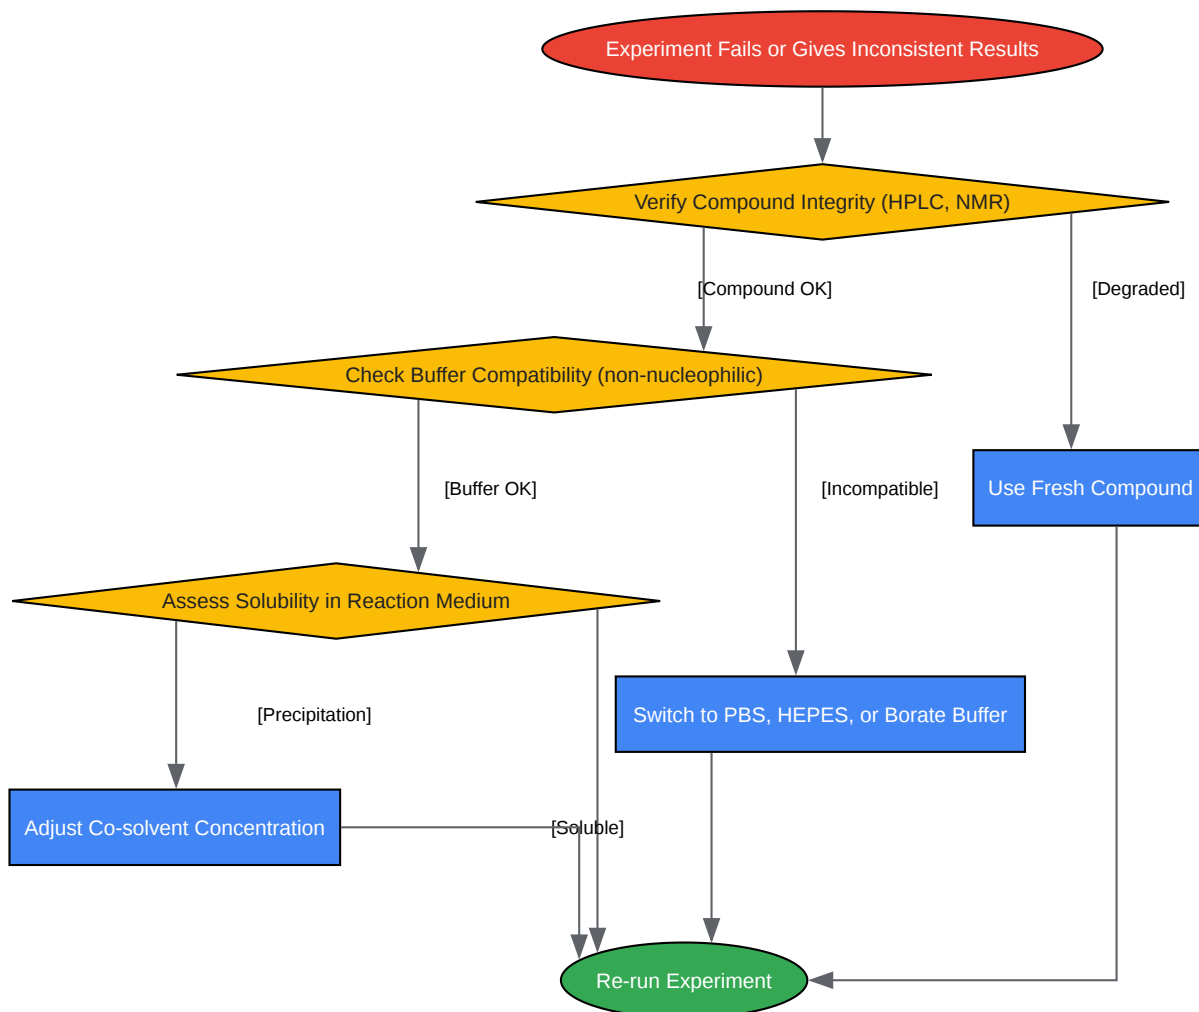 Experiment Fails or Gives Inconsistent Results
Verify Compound Integrity (HPLC, NMR)
[Compound OK]
[Degraded]
Check Buffer Compatibility (non-nucleophilic)
[Buffer OK]
[Incompatible]
Use Fresh Compound
Assess Solubility in Reaction Medium
[Precipitation]
Switch to PBS, HEPES, or Borate Buffer
Adjust Co-solvent Concentration
[Soluble]
Re-run Experiment